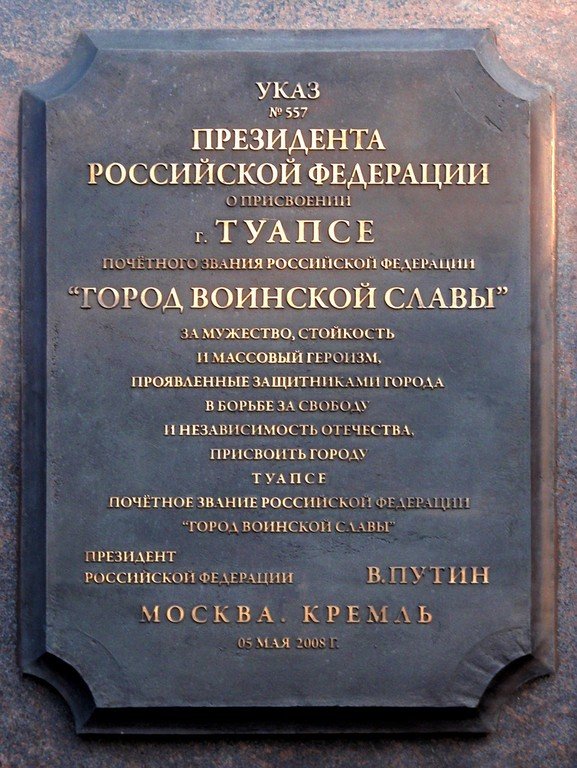 УКАЗ
№ 557
ПРЕЗИДЕНТА
РОССИЙСКОЙ ФЕДЕРАЦИИ
О ПРИСВОЕНИИ
г. ТУАПСЕ
ПОЧЁТНОГО ЗВАНИЯ РОССИЙСКОЙ ФЕДЕРАЦИИ
“ГОРОД ВОИНСКОЙ СЛАВЫ”
ЗА МУЖЕСТВО, СТОЙКОСТЬ
И МАССОВЫЙ ГЕРОИЗМ,
ПРОЯВЛЕННЫЕ ЗАЩИТНИКАМИ ГОРОДА
В БОРЬБЕ ЗА СВОБОДУ
И НЕЗАВИСИМОСТЬ ОТЕЧЕСТВА,
ПРИСВОИТЬ ГОРОДУ
ТУАПСЕ
ПОЧЁТНОЕ ЗВАНИЕ РОССИЙСКОЙ ФЕДЕРАЦИИ
“ГОРОД ВОИНСКОЙ СЛАВЫ”
ПРЕЗИДЕНТ
РОССИЙСКОЙ ФЕДЕРАЦИИ В.ПУТИН
МОСКВА. КРЕМЛЬ
05 МАЯ 2008 Г.